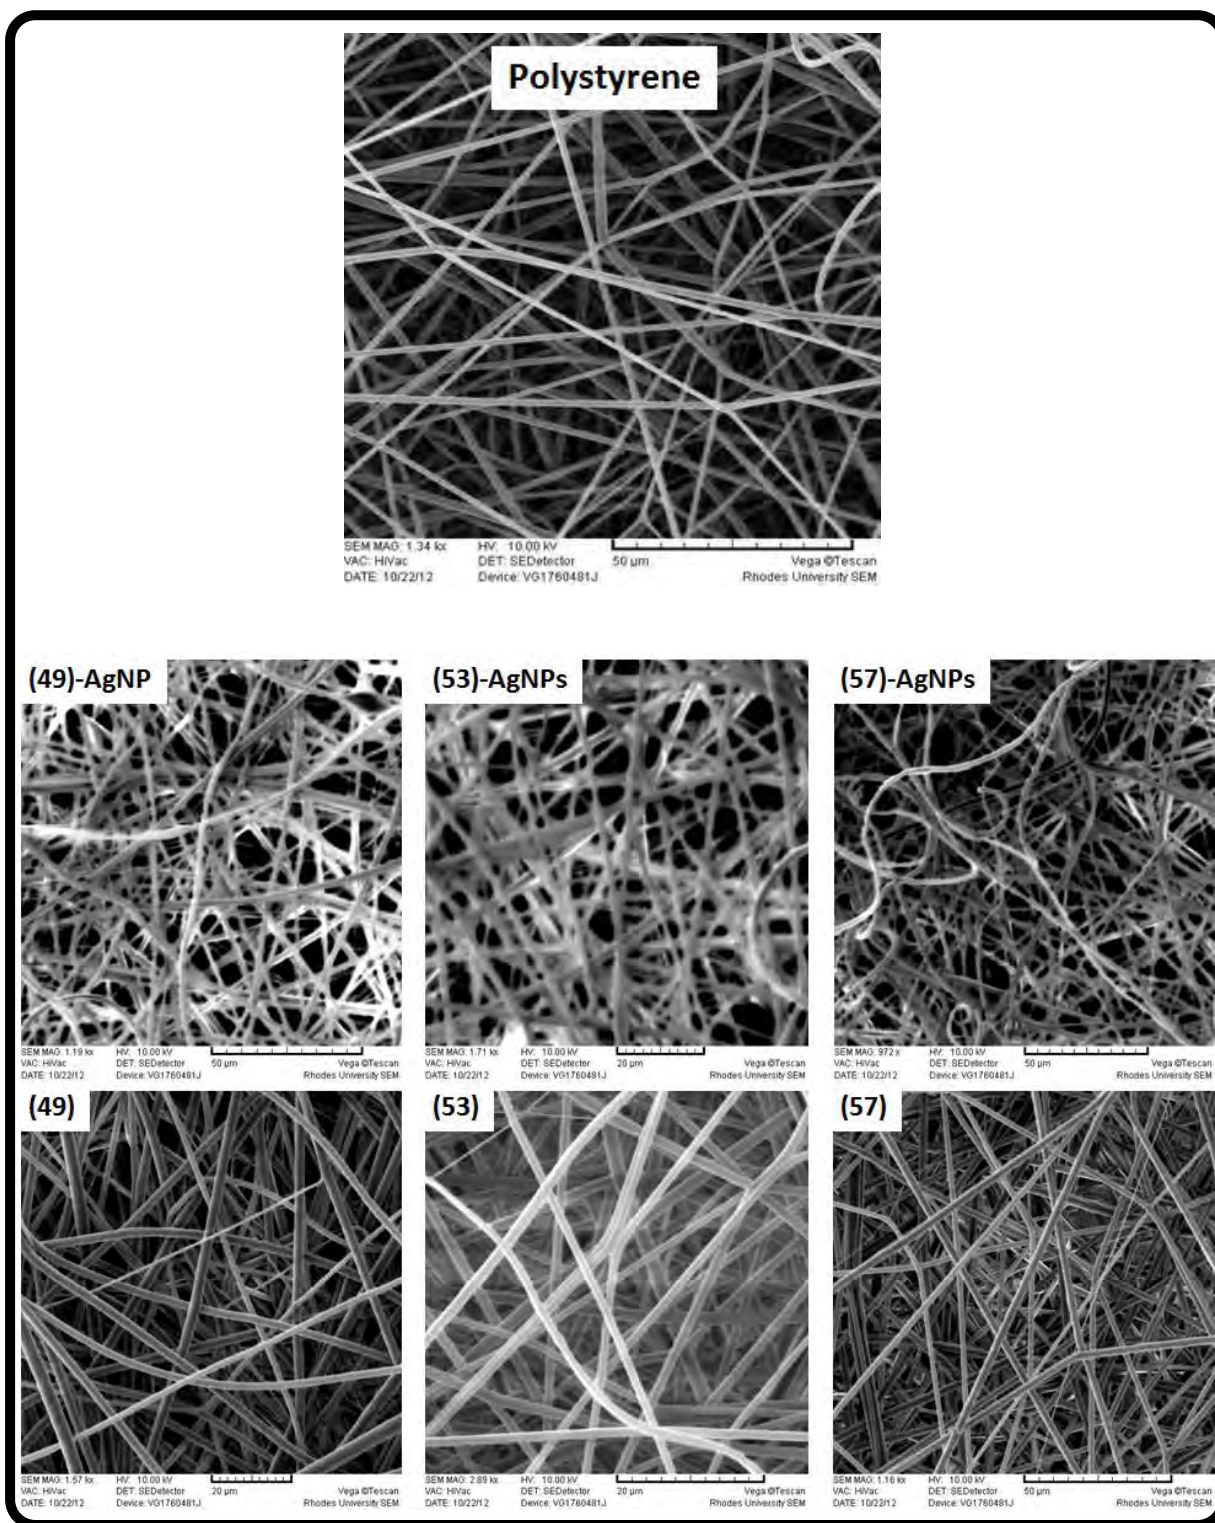 Polystyrene
SEM MAG: 1.34 kx HV: 10.00 kV 50 µm Vega ©Tescan
VAC: HiVac DET: SEDetector Rhodes University SEM
DATE: 10/22/12 Device: VG1760481J
(49)-AgNP (53)-AgNPs (57)-AgNPs
SEM MAG: 1.19 kx HV: 10.00 kV 50 µm Vega ©Tescan
VAC: HiVac DET: SEDetector Rhodes University SEM
DATE: 10/22/12 Device: VG1760481J
SEM MAG: 1.71 kx HV: 10.00 kV 20 µm Vega ©Tescan
VAC: HiVac DET: SEDetector Rhodes University SEM
DATE: 10/22/12 Device: VG1760481J
SEM MAG: 972 x HV: 10.00 kV 50 µm Vega ©Tescan
VAC: HiVac DET: SEDetector Rhodes University SEM
DATE: 10/22/12 Device: VG1760481J
(49) (53) (57)
SEM MAG: 1.57 kx HV: 10.00 kV 20 µm Vega ©Tescan
VAC: HiVac DET: SEDetector Rhodes University SEM
DATE: 10/22/12 Device: VG1760481J
SEM MAG: 2.89 kx HV: 10.00 kV 20 µm Vega ©Tescan
VAC: HiVac DET: SEDetector Rhodes University SEM
DATE: 10/22/12 Device: VG1760481J
SEM MAG: 1.16 kx HV: 10.00 kV 50 µm Vega ©Tescan
VAC: HiVac DET: SEDetector Rhodes University SEM
DATE: 10/22/12 Device: VG1760481J